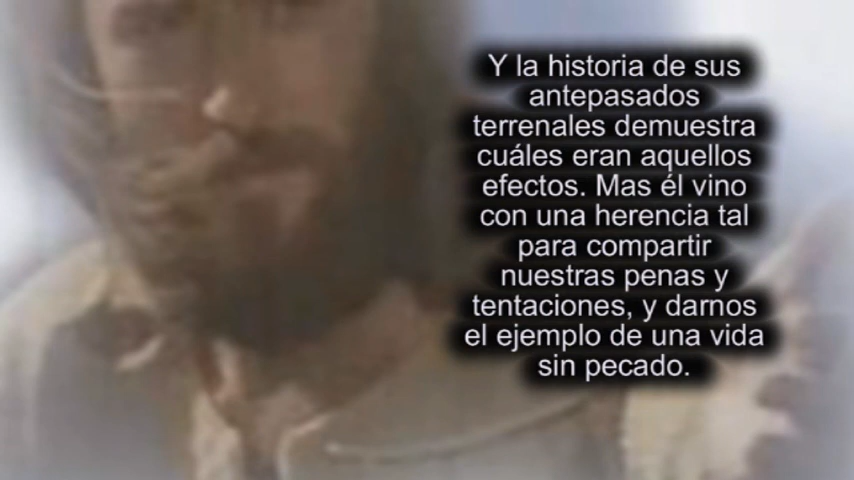 Y la historia de sus
antepasados
terrenales demuestra
cuáles eran aquellos
efectos. Mas él vino
con una herencia tal
para compartir
nuestras penas y
tentaciones, y darnos
el ejemplo de una vida
sin pecado.